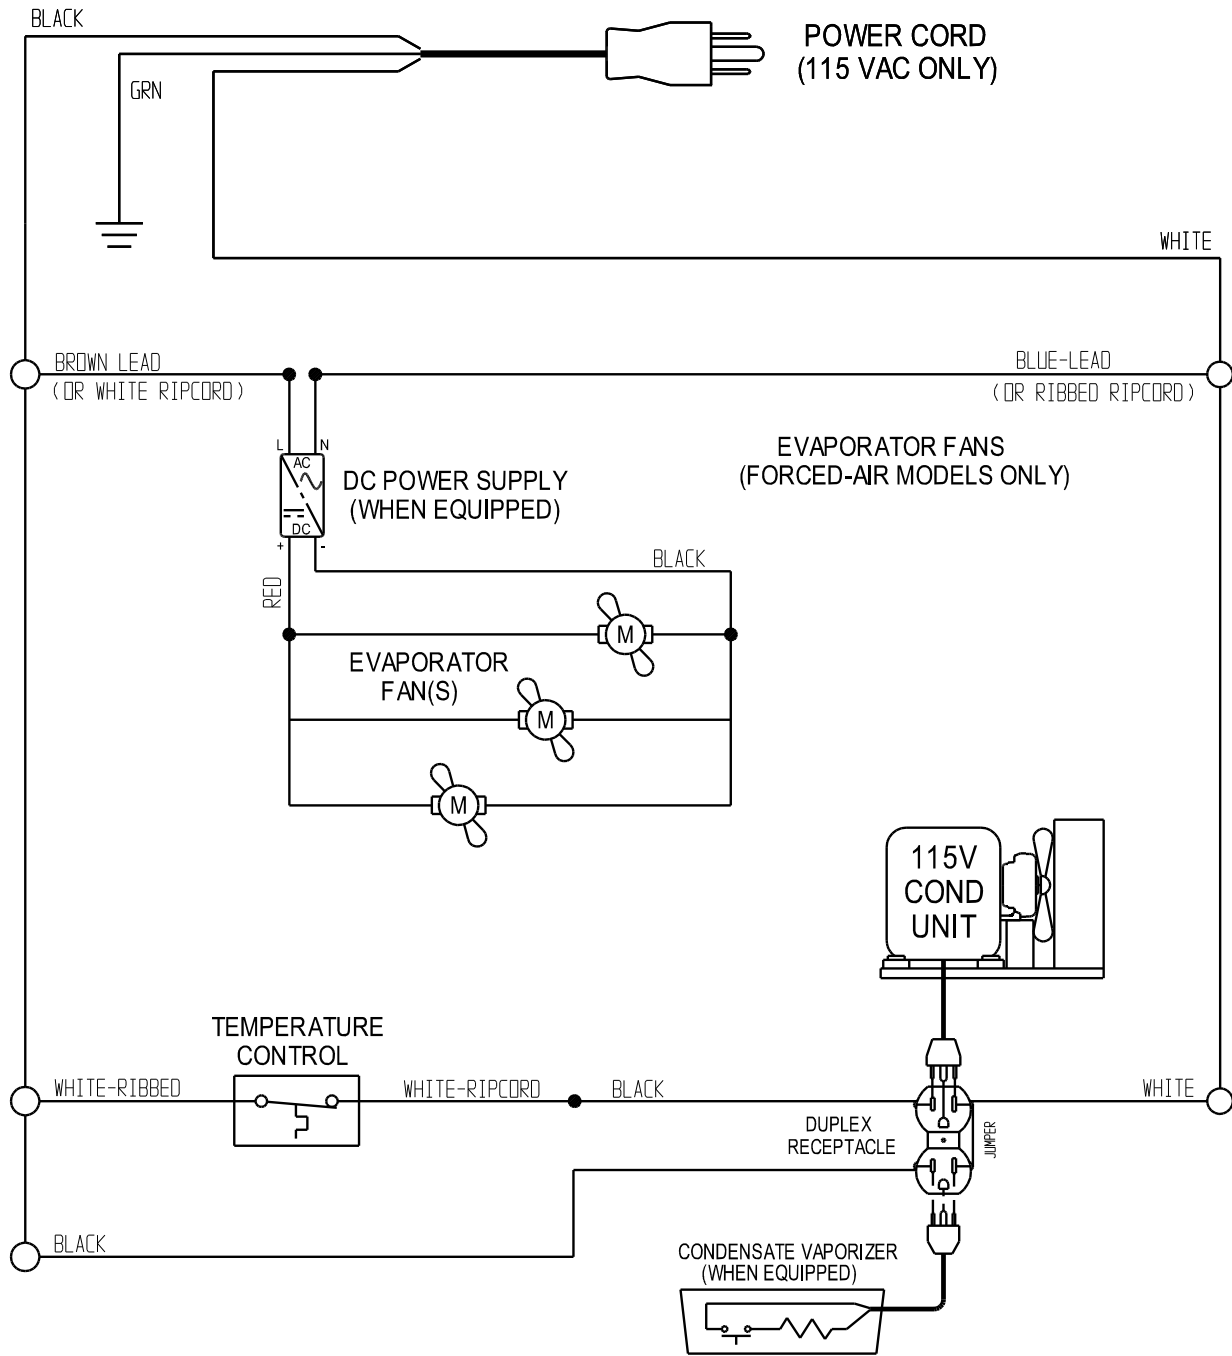 BLACK
POWER CORD
(115 VAC ONLY)
GRN
WHITE
BROWN LEAD
(OR WHITE RIPCORD)
BLUE-LEAD
(OR RIBBED RIPCORD)
L N
AC
DC
+ -
DC POWER SUPPLY
(WHEN EQUIPPED)
EVAPORATOR FANS
(FORCED-AIR MODELS ONLY)
BLACK
RED
M
EVAPORATOR
FAN(S)
M
M
115V
COND
UNIT
TEMPERATURE
CONTROL
WHITE-RIBBED
WHITE-RIPCORD
BLACK
WHITE
DUPLEX
RECEPTACLE
JUMPER
BLACK
CONDENSATE VAPORIZER
(WHEN EQUIPPED)